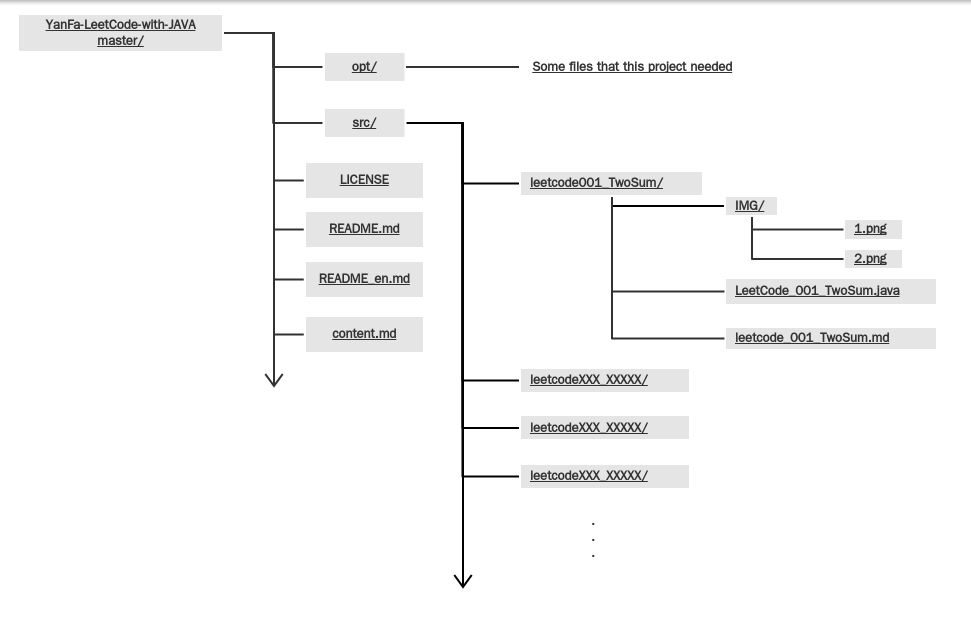 YanFa-LeetCode-with-JAVA
master/
opt/
Some files that this project needed
src/
LICENSE
README.md
README_en.md
content.md
leetcode001_TwoSum/
IMG/
1.png
2.png
LeetCode_001_TwoSum.java
leetcode_001_TwoSum.md
leetcodeXXX_XXXXX/
leetcodeXXX_XXXXX/
leetcodeXXX_XXXXX/
.
.
.